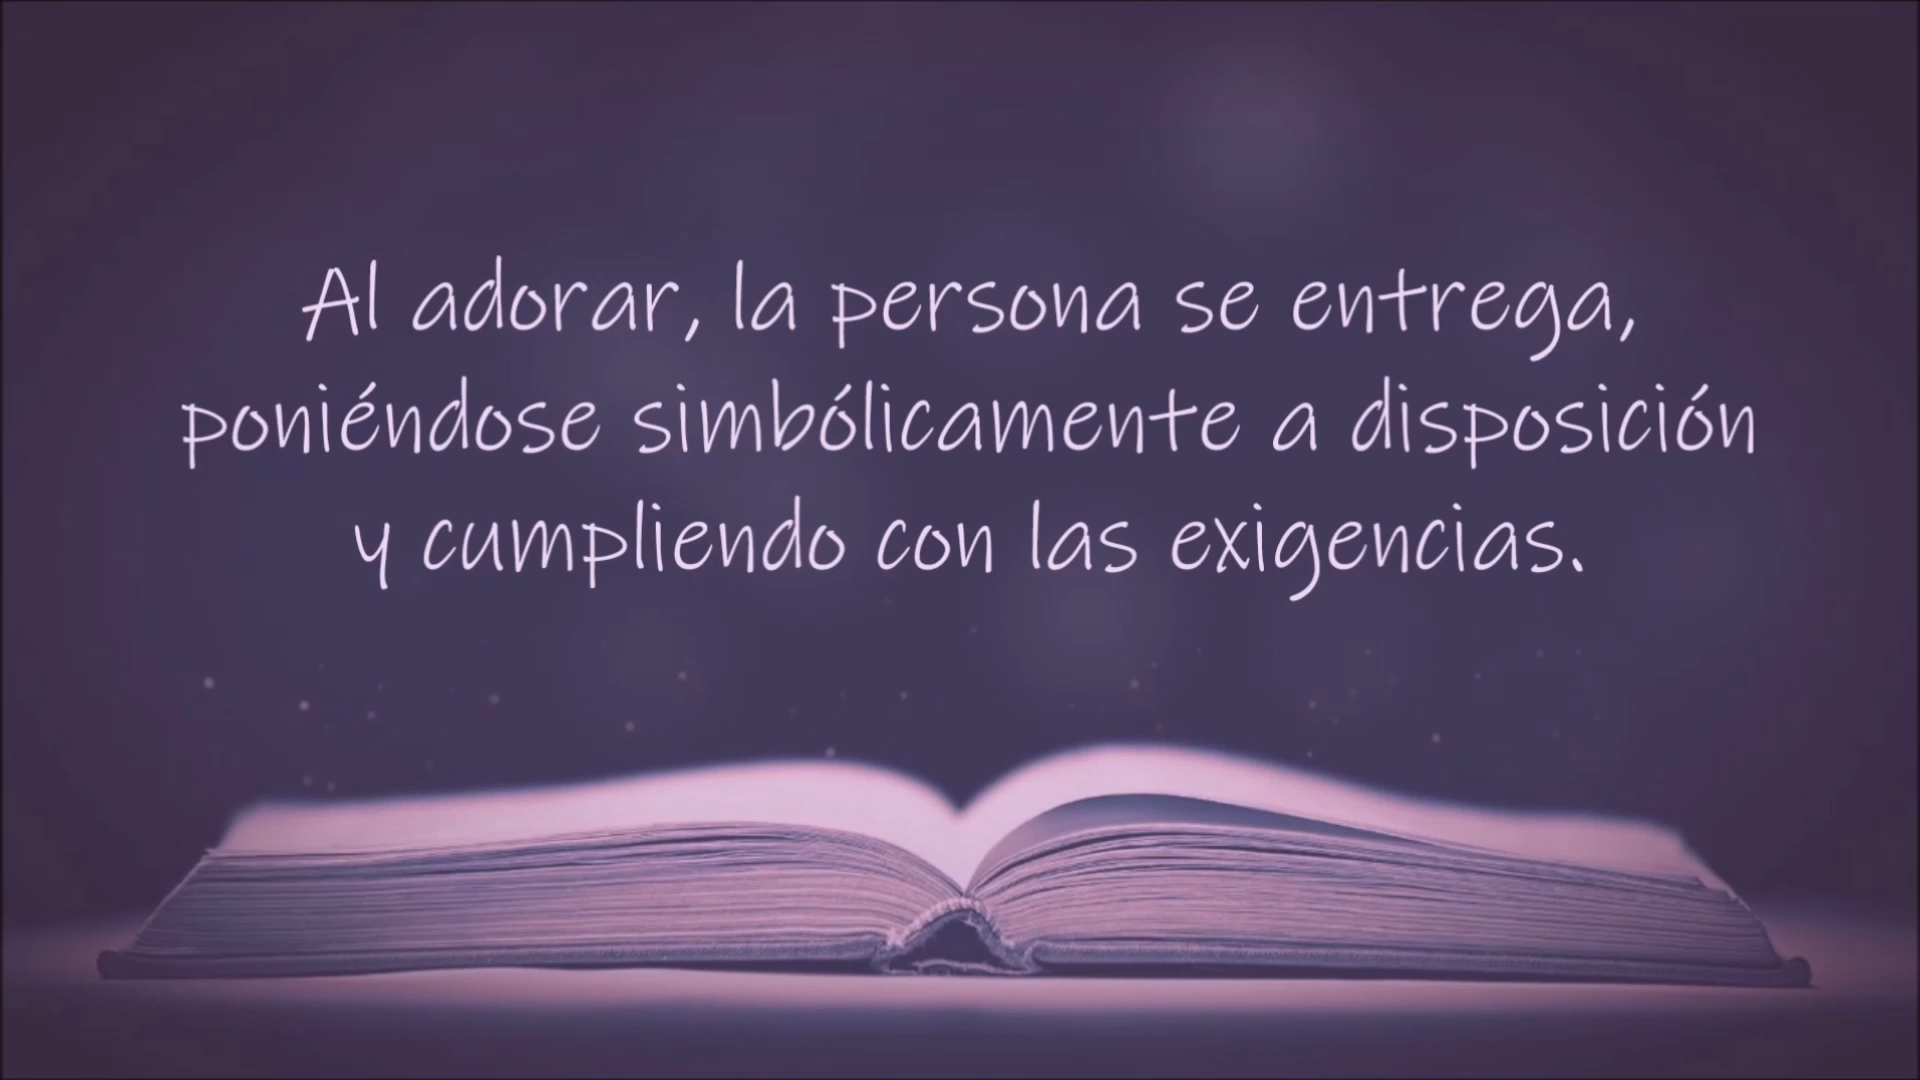 Al adorar, la persona se entrega,
poniéndose simbólicamente a disposición
y cumpliendo con las exigencias.